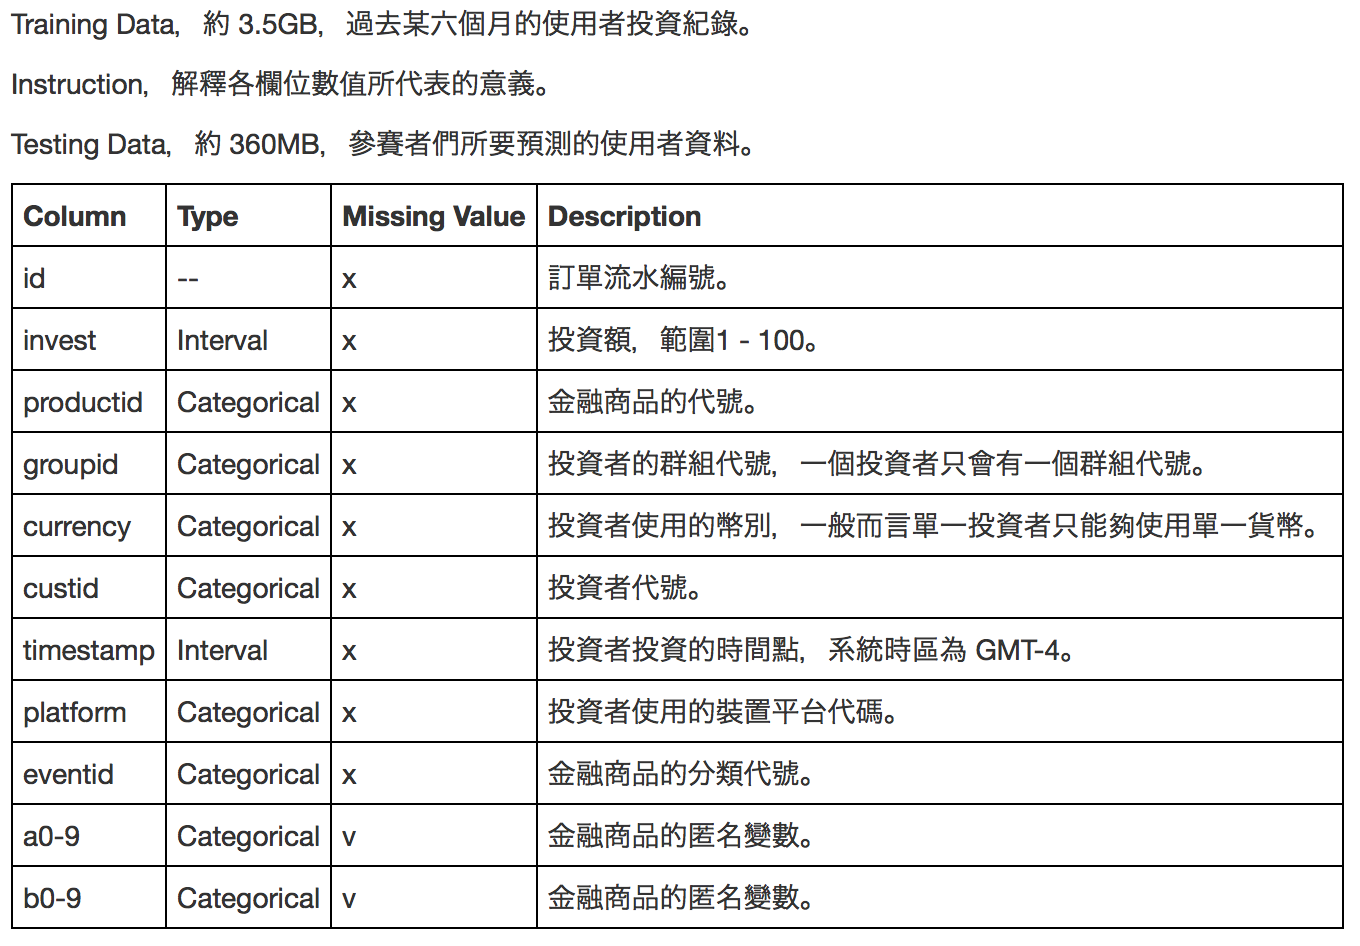 Training Data，約 3.5GB，過去某六個月的使用者投資紀錄。
Instruction，解釋各欄位數值所代表的意義。
Testing Data，約 360MB，參賽者們所要預測的使用者資料。
Column Type Missing Value Description
id -- x 訂單流水編號。
invest Interval x 投資額，範圍1 - 100。
productid Categorical x 金融商品的代號。
groupid Categorical x 投資者的群組代號，一個投資者只會有一個群組代號。
currency Categorical x 投資者使用的幣別，一般而言單一投資者只能夠使用單一貨幣。
custid Categorical x 投資者代號。
timestamp Interval x 投資者投資的時間點，系統時區為 GMT-4。
platform Categorical x 投資者使用的裝置平台代碼。
eventid Categorical x 金融商品的分類代號。
a0-9 Categorical v 金融商品的匿名變數。
b0-9 Categorical v 金融商品的匿名變數。